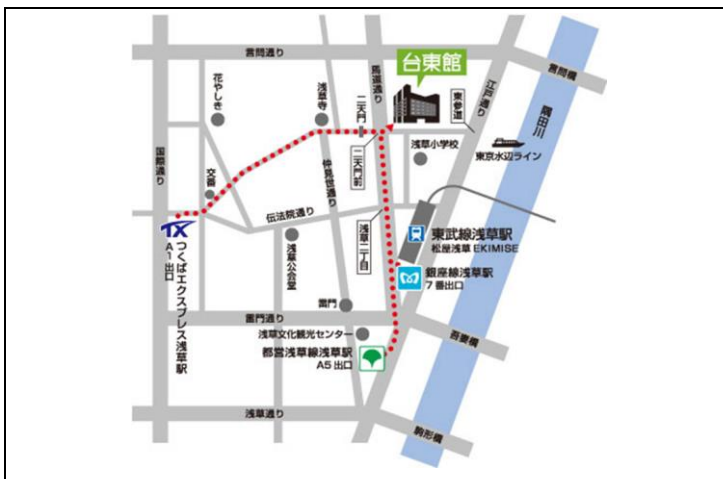 言問通り
馬道通り
台東館
言問橋
花やしき
浅草寺
二天門
東参道
江戸通り
隅田川
国際通り
交番
仲見世通り
二天門前
浅草小学校
東京水辺ライン
伝法院通り
浅草公会堂
浅草二丁目
東武線浅草駅
松屋浅草 EKIMISE
銀座線浅草駅
7番出口
TX
つくばエクスプレス浅草駅
A1出口
雷門
雷門通り
浅草文化観光センター
都営浅草線浅草駅
A5出口
吾妻橋
浅草通り
駒形橋